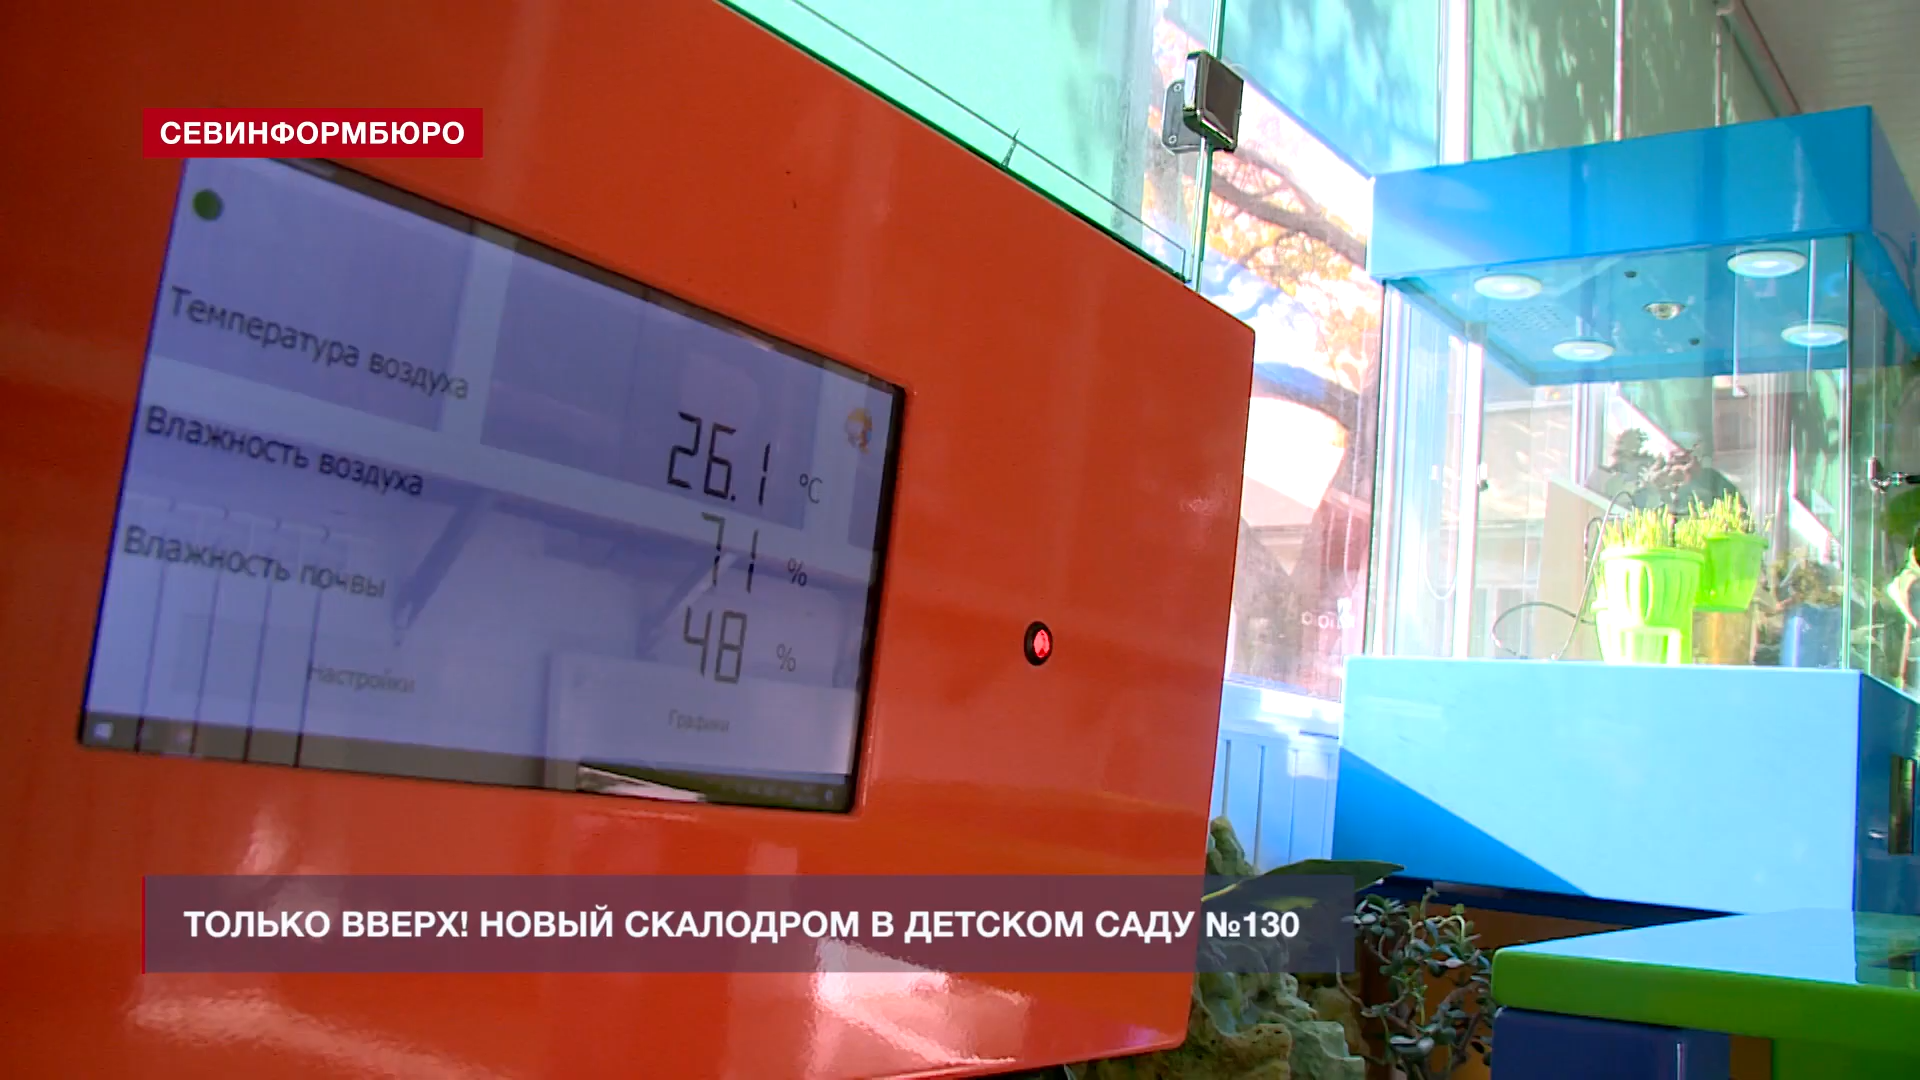 СЕВИНФОРМБЮРО
Температура воздуха 26.1 °C
Влажность воздуха 71 %
Влажность почвы 48 %
Настройки Графики
ТОЛЬКО ВВЕРХ! НОВЫЙ СКАЛОДРОМ В ДЕТСКОМ САДУ №130